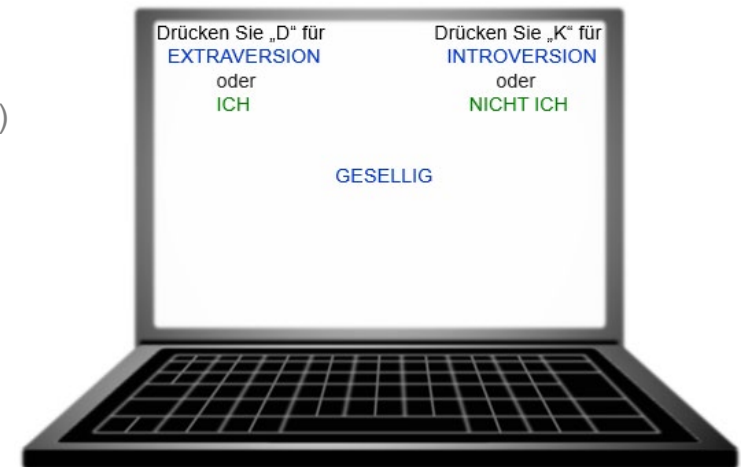 )
Drücken Sie „D“ für
EXTRAVERSION
oder
ICH
Drücken Sie „K“ für
INTROVERSION
oder
NICHT ICH
GESELLIG